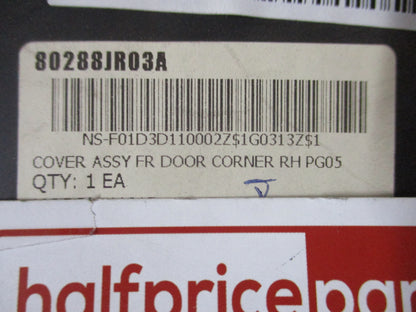 80288JR03A
NS-F01D3D110002Z$1G0313Z$1
COVER ASSY FR DOOR CORNER RH PG05
QTY: 1 EA
halfpricepar